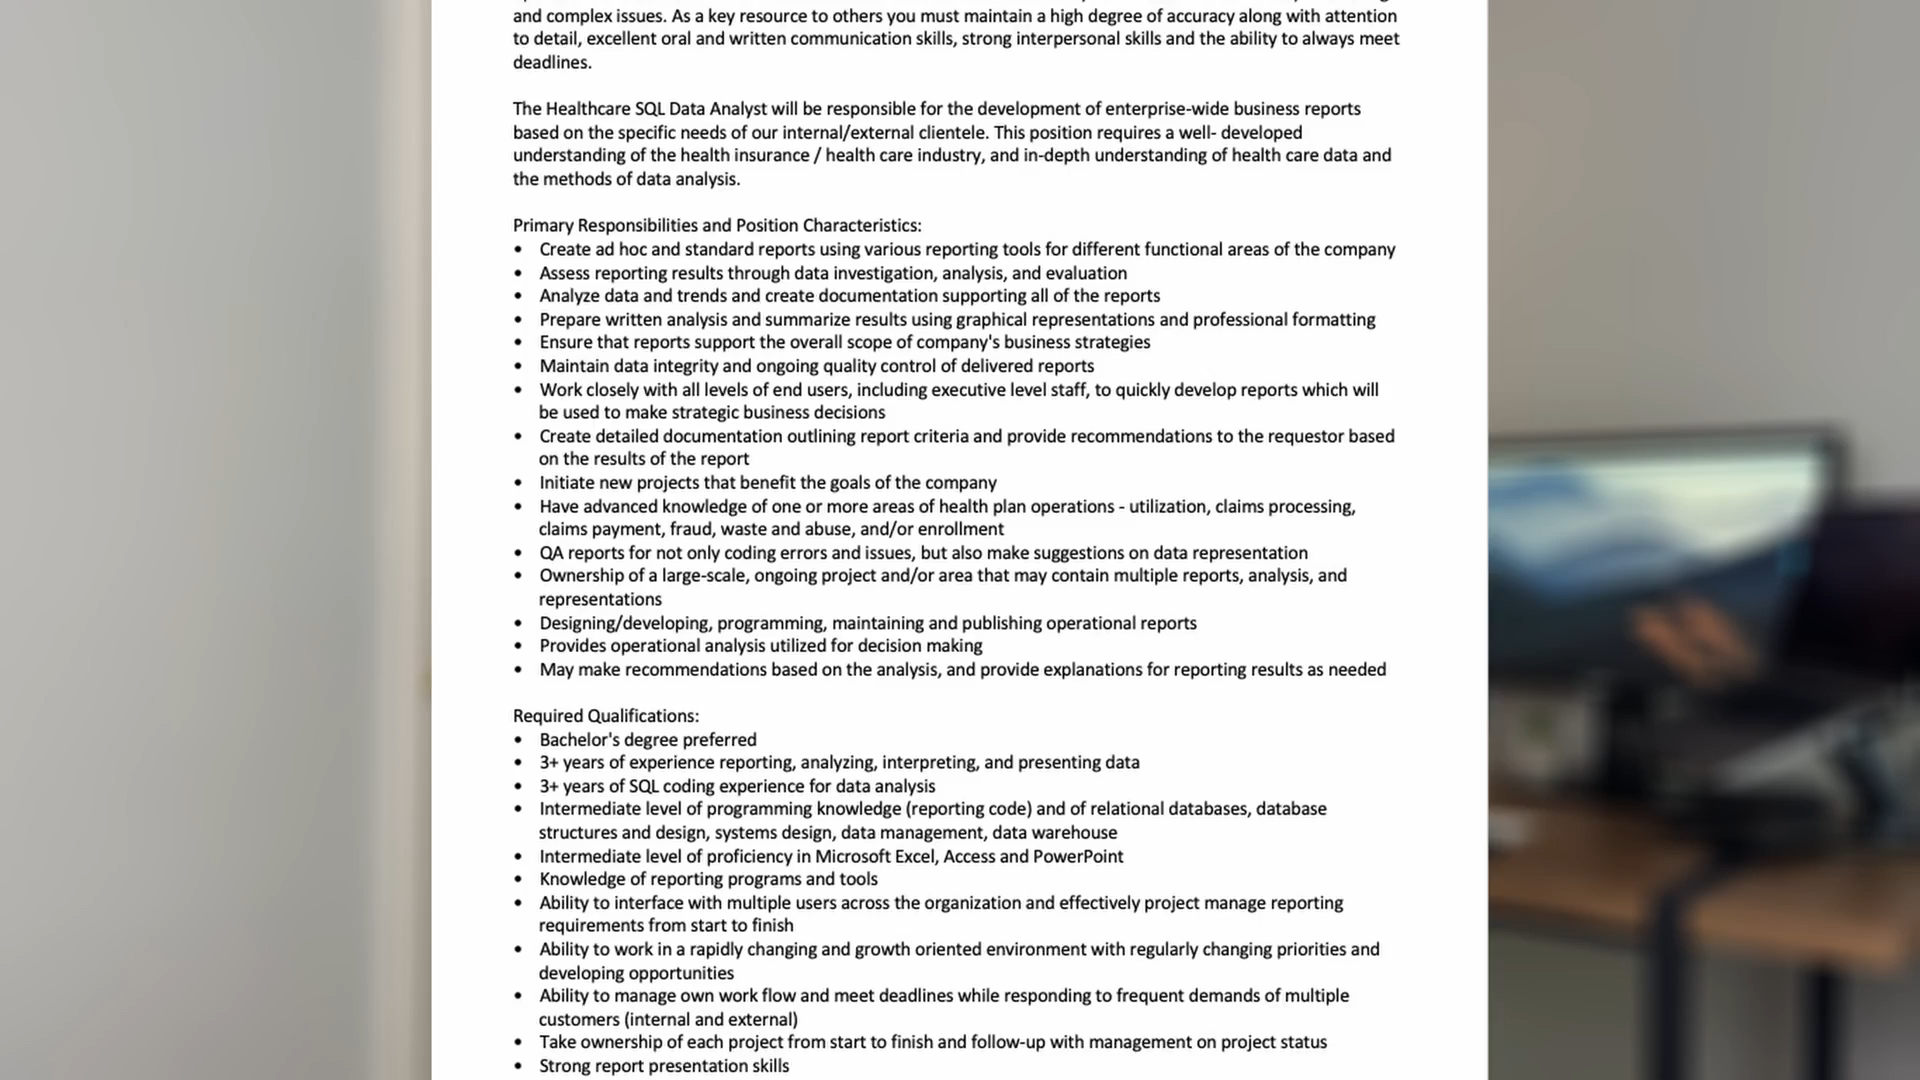 and complex issues. As a key resource to others you must maintain a high degree of accuracy along with attention
to detail, excellent oral and written communication skills, strong interpersonal skills and the ability to always meet
deadlines.
The Healthcare SQL Data Analyst will be responsible for the development of enterprise-wide business reports
based on the specific needs of our internal/external clientele. This position requires a well- developed
understanding of the health insurance / health care industry, and in-depth understanding of health care data and
the methods of data analysis.
Primary Responsibilities and Position Characteristics:
• Create ad hoc and standard reports using various reporting tools for different functional areas of the company
• Assess reporting results through data investigation, analysis, and evaluation
• Analyze data and trends and create documentation supporting all of the reports
• Prepare written analysis and summarize results using graphical representations and professional formatting
• Ensure that reports support the overall scope of company's business strategies
• Maintain data integrity and ongoing quality control of delivered reports
• Work closely with all levels of end users, including executive level staff, to quickly develop reports which will
be used to make strategic business decisions
• Create detailed documentation outlining report criteria and provide recommendations to the requestor based
on the results of the report
• Initiate new projects that benefit the goals of the company
• Have advanced knowledge of one or more areas of health plan operations - utilization, claims processing,
claims payment, fraud, waste and abuse, and/or enrollment
• QA reports for not only coding errors and issues, but also make suggestions on data representation
• Ownership of a large-scale, ongoing project and/or area that may contain multiple reports, analysis, and
representations
• Designing/developing, programming, maintaining and publishing operational reports
• Provides operational analysis utilized for decision making
• May make recommendations based on the analysis, and provide explanations for reporting results as needed
Required Qualifications:
• Bachelor's degree preferred
• 3+ years of experience reporting, analyzing, interpreting, and presenting data
• 3+ years of SQL coding experience for data analysis
• Intermediate level of programming knowledge (reporting code) and of relational databases, database
structures and design, systems design, data management, data warehouse
• Intermediate level of proficiency in Microsoft Excel, Access and PowerPoint
• Knowledge of reporting programs and tools
• Ability to interface with multiple users across the organization and effectively project manage reporting
requirements from start to finish
• Ability to work in a rapidly changing and growth oriented environment with regularly changing priorities and
developing opportunities
• Ability to manage own work flow and meet deadlines while responding to frequent demands of multiple
customers (internal and external)
• Take ownership of each project from start to finish and follow-up with management on project status
• Strong report presentation skills